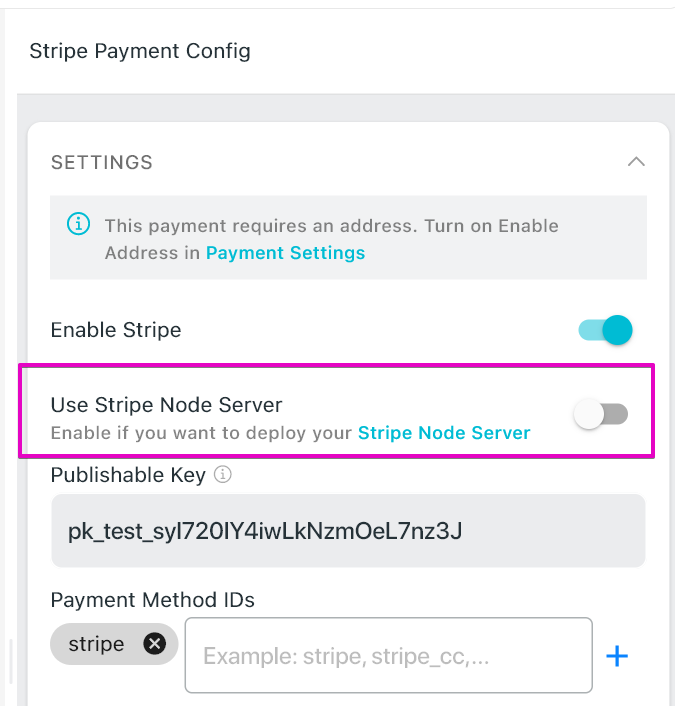 Stripe Payment Config
SETTINGS
This payment requires an address. Turn on Enable
Address in Payment Settings
Enable Stripe
Use Stripe Node Server
Enable if you want to deploy your Stripe Node Server
Publishable Key
pk_test_syI720IY4iwLkNzmOeL7nz3J
Payment Method IDs
stripe
Example: stripe, stripe_cc,...